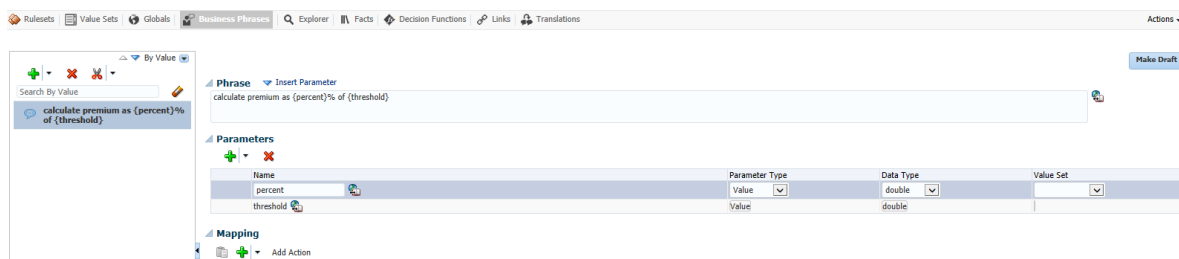 Rulesets Value Sets Globals Business Phrases Explorer Facts Decision Functions Links Translations Actions
By Value
Make Draft
Phrase Insert Parameter
Search By Value
calculate premium as {percent}% of {threshold}
calculate premium as {percent}%
of {threshold}
Parameters
Name Parameter Type Data Type Value Set
percent Value double
threshold Value double
Mapping
Add Action